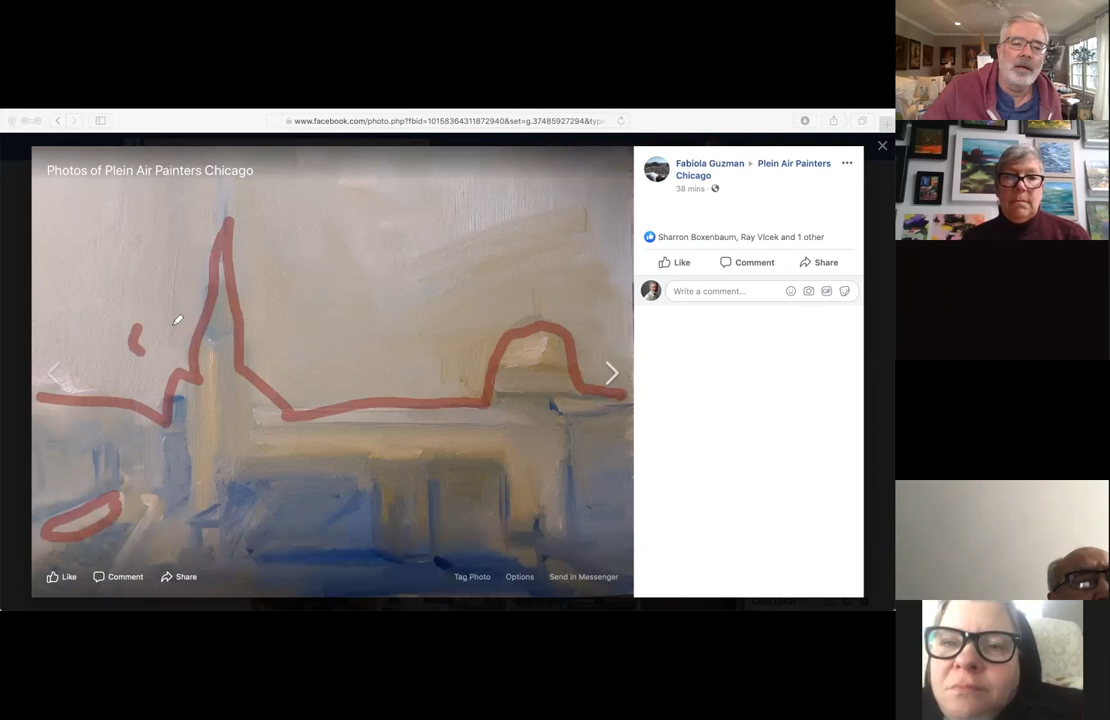 www.facebook.com/photo.php?fbid=10158364311872940&set=g.37485927294&type
Photos of Plein Air Painters Chicago
Fabiola Guzman ▸ Plein Air Painters
Chicago
38 mins
Sharron Boxenbaum, Ray Vlcek and 1 other
Like Comment Share
Write a comment...
GIF
Like Comment Share
Tag Photo Options Send in Messenger